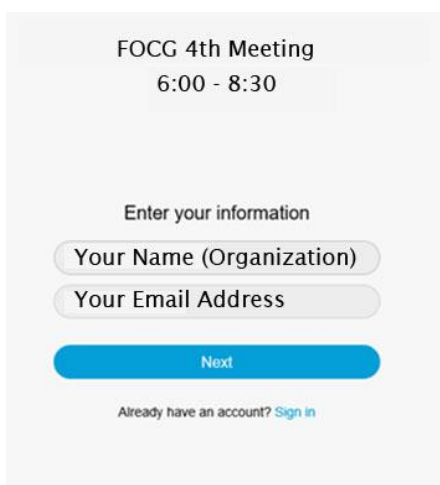 FOCG 4th Meeting
6:00 - 8:30
Enter your information
Your Name (Organization)
Your Email Address
Next
Already have an account? Sign in